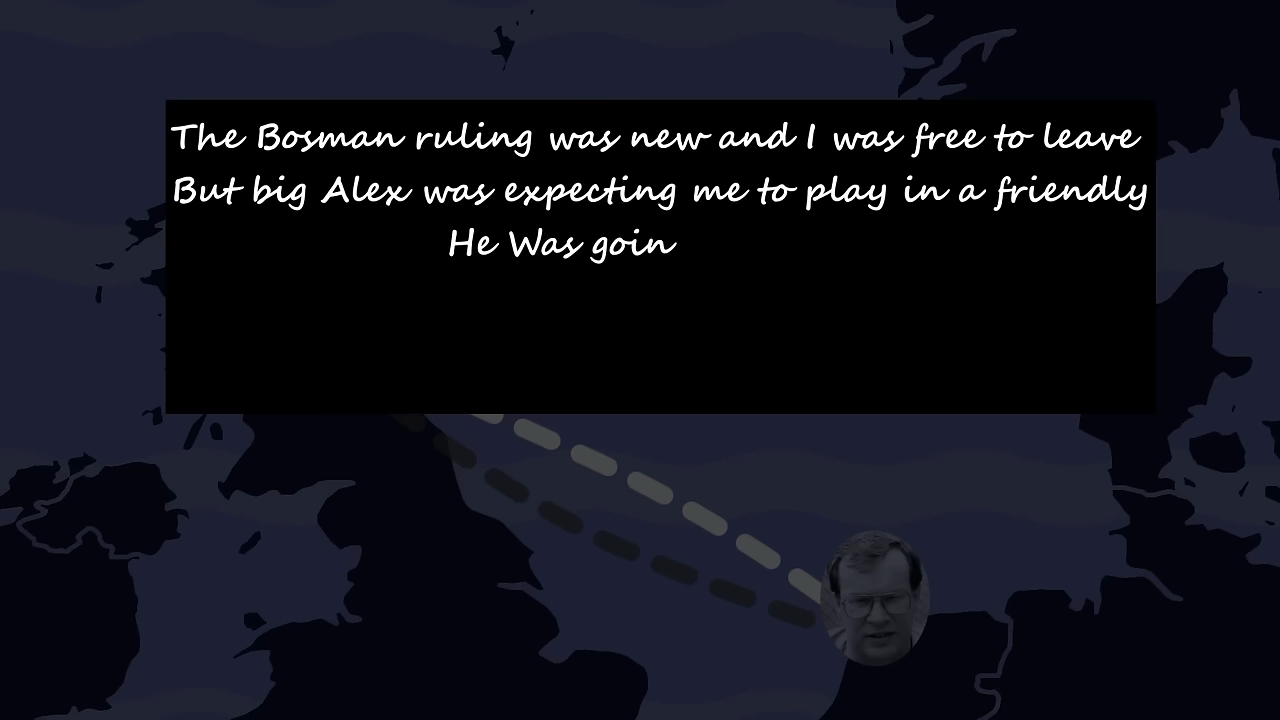 The Bosman ruling was new and I was free to leave
But big Alex was expecting me to play in a friendly
He Was goin